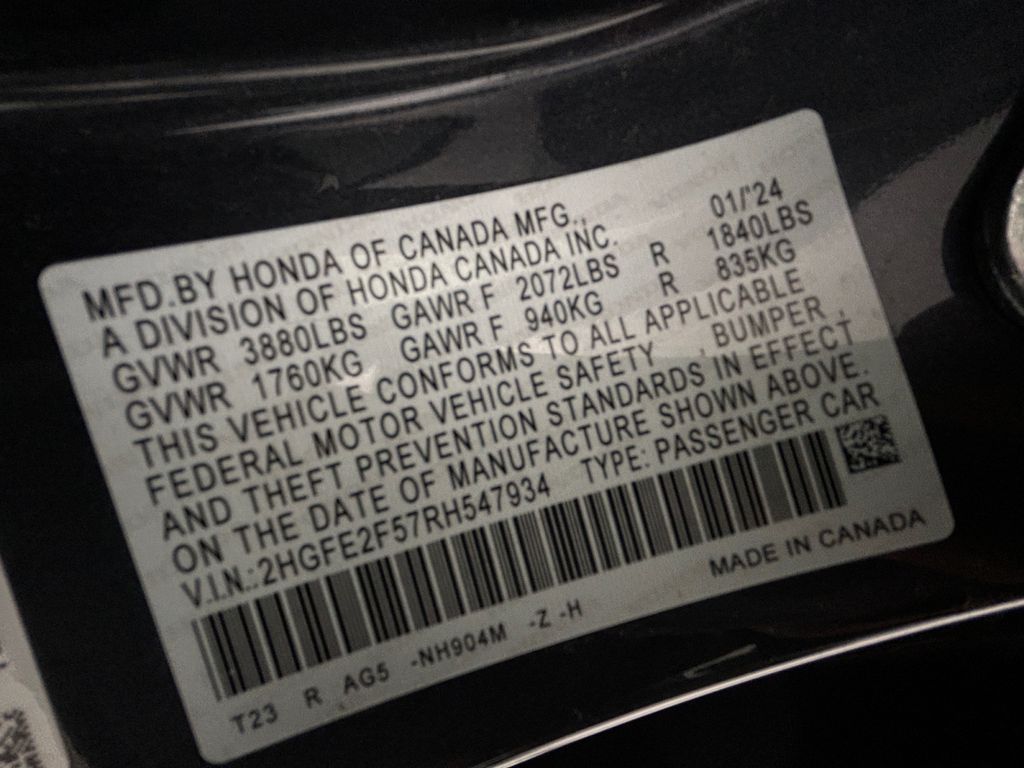 MFD.BY HONDA OF CANADA MFG., 01/'24
A DIVISION OF HONDA CANADA INC.
GVWR 3880LBS GAWR F 2072LBS R 1840LBS
GVWR 1760KG GAWR F 940KG R 835KG
THIS VEHICLE CONFORMS TO ALL APPLICABLE
FEDERAL MOTOR VEHICLE SAFETY , BUMPER ,
AND THEFT PREVENTION STANDARDS IN EFFECT
ON THE DATE OF MANUFACTURE SHOWN ABOVE.
V.I.N.:2HGFE2F57RH547934 TYPE: PASSENGER CAR
MADE IN CANADA
T23 R AG5 -NH904M -Z -H